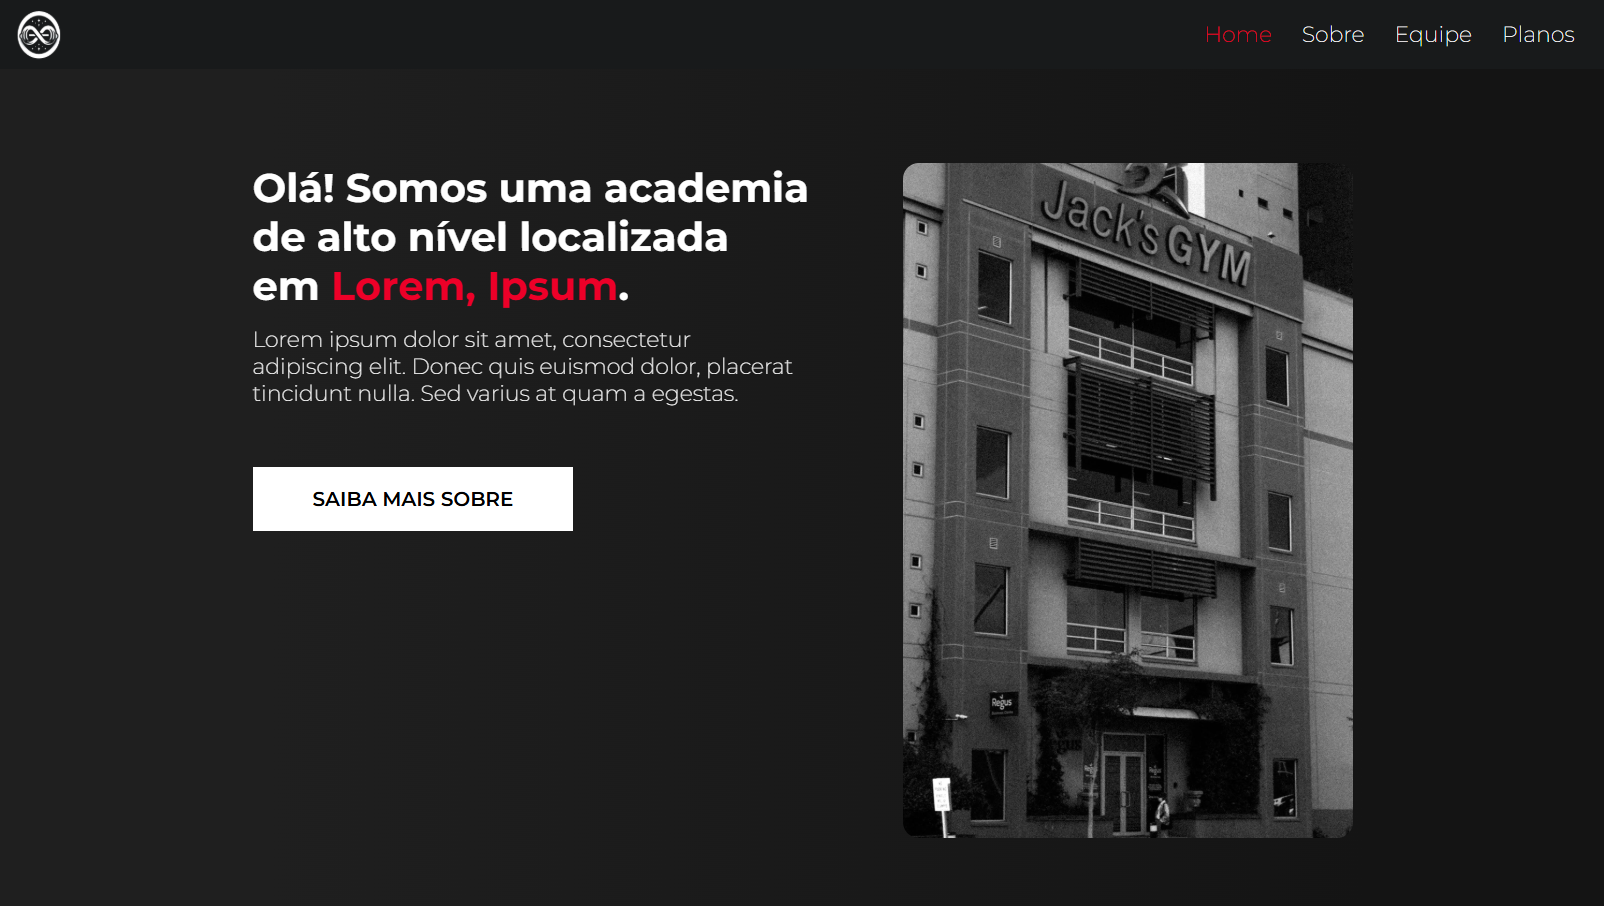 Home Sobre Equipe Planos
Olá! Somos uma academia
de alto nível localizada
em Lorem, Ipsum.
Lorem ipsum dolor sit amet, consectetur
adipiscing elit. Donec quis euismod dolor, placerat
tincidunt nulla. Sed varius at quam a egestas.
SAIBA MAIS SOBRE
Jack's GYM
Regus